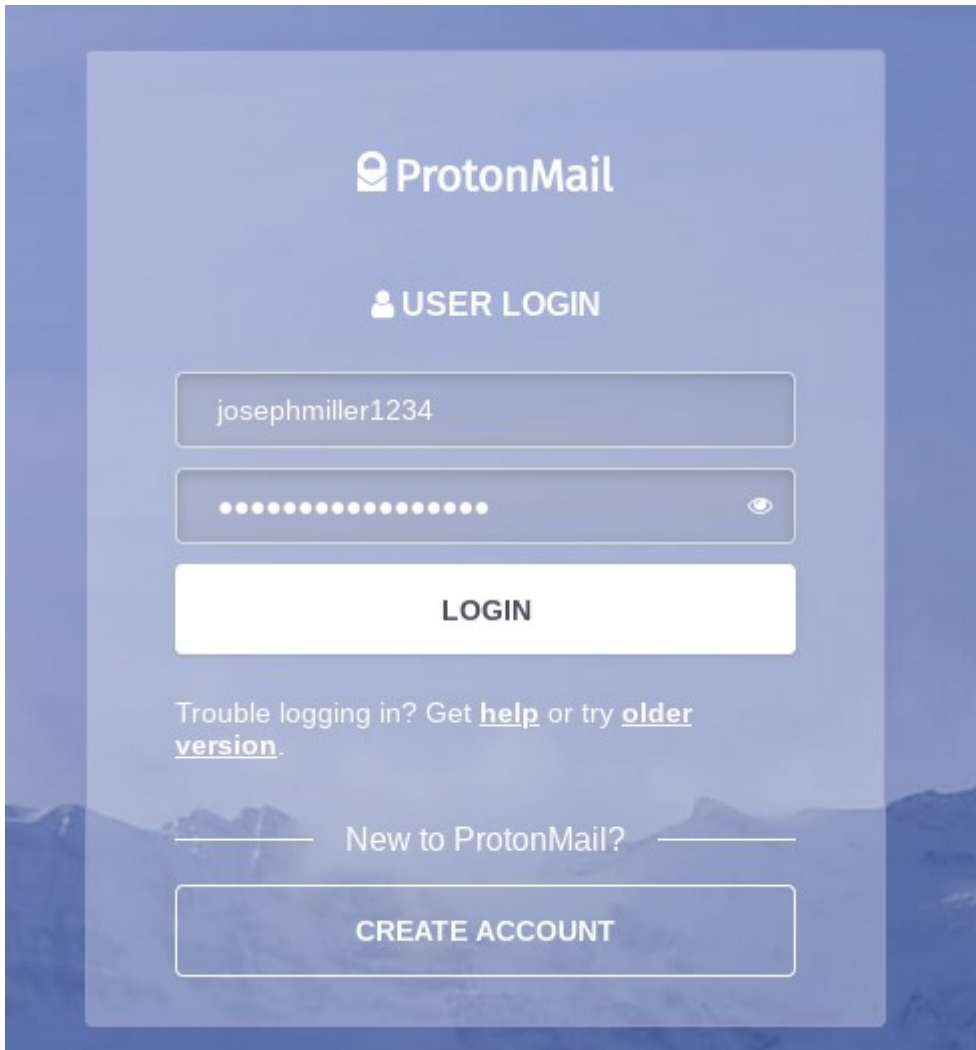 ProtonMail
USER LOGIN
josephmiller1234
•••••••••••••••••
LOGIN
Trouble logging in? Get help or try older
version.
New to ProtonMail?
CREATE ACCOUNT